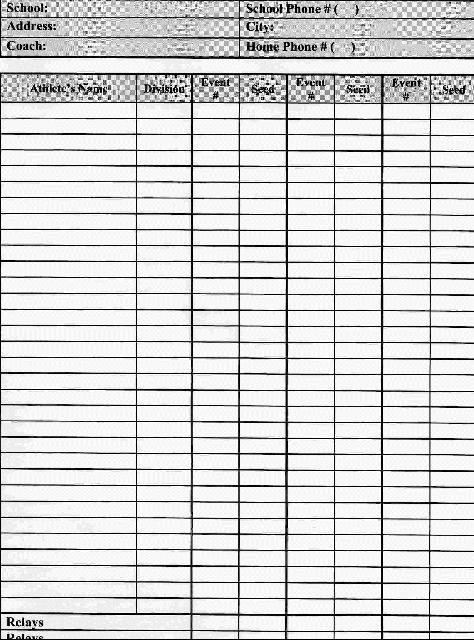 School: School Phone # ( )
Address: City:
Coach: Home Phone # ( )
Athlete's Name Division Event # Seed Event # Seed Event # Seed
Relays
Relays